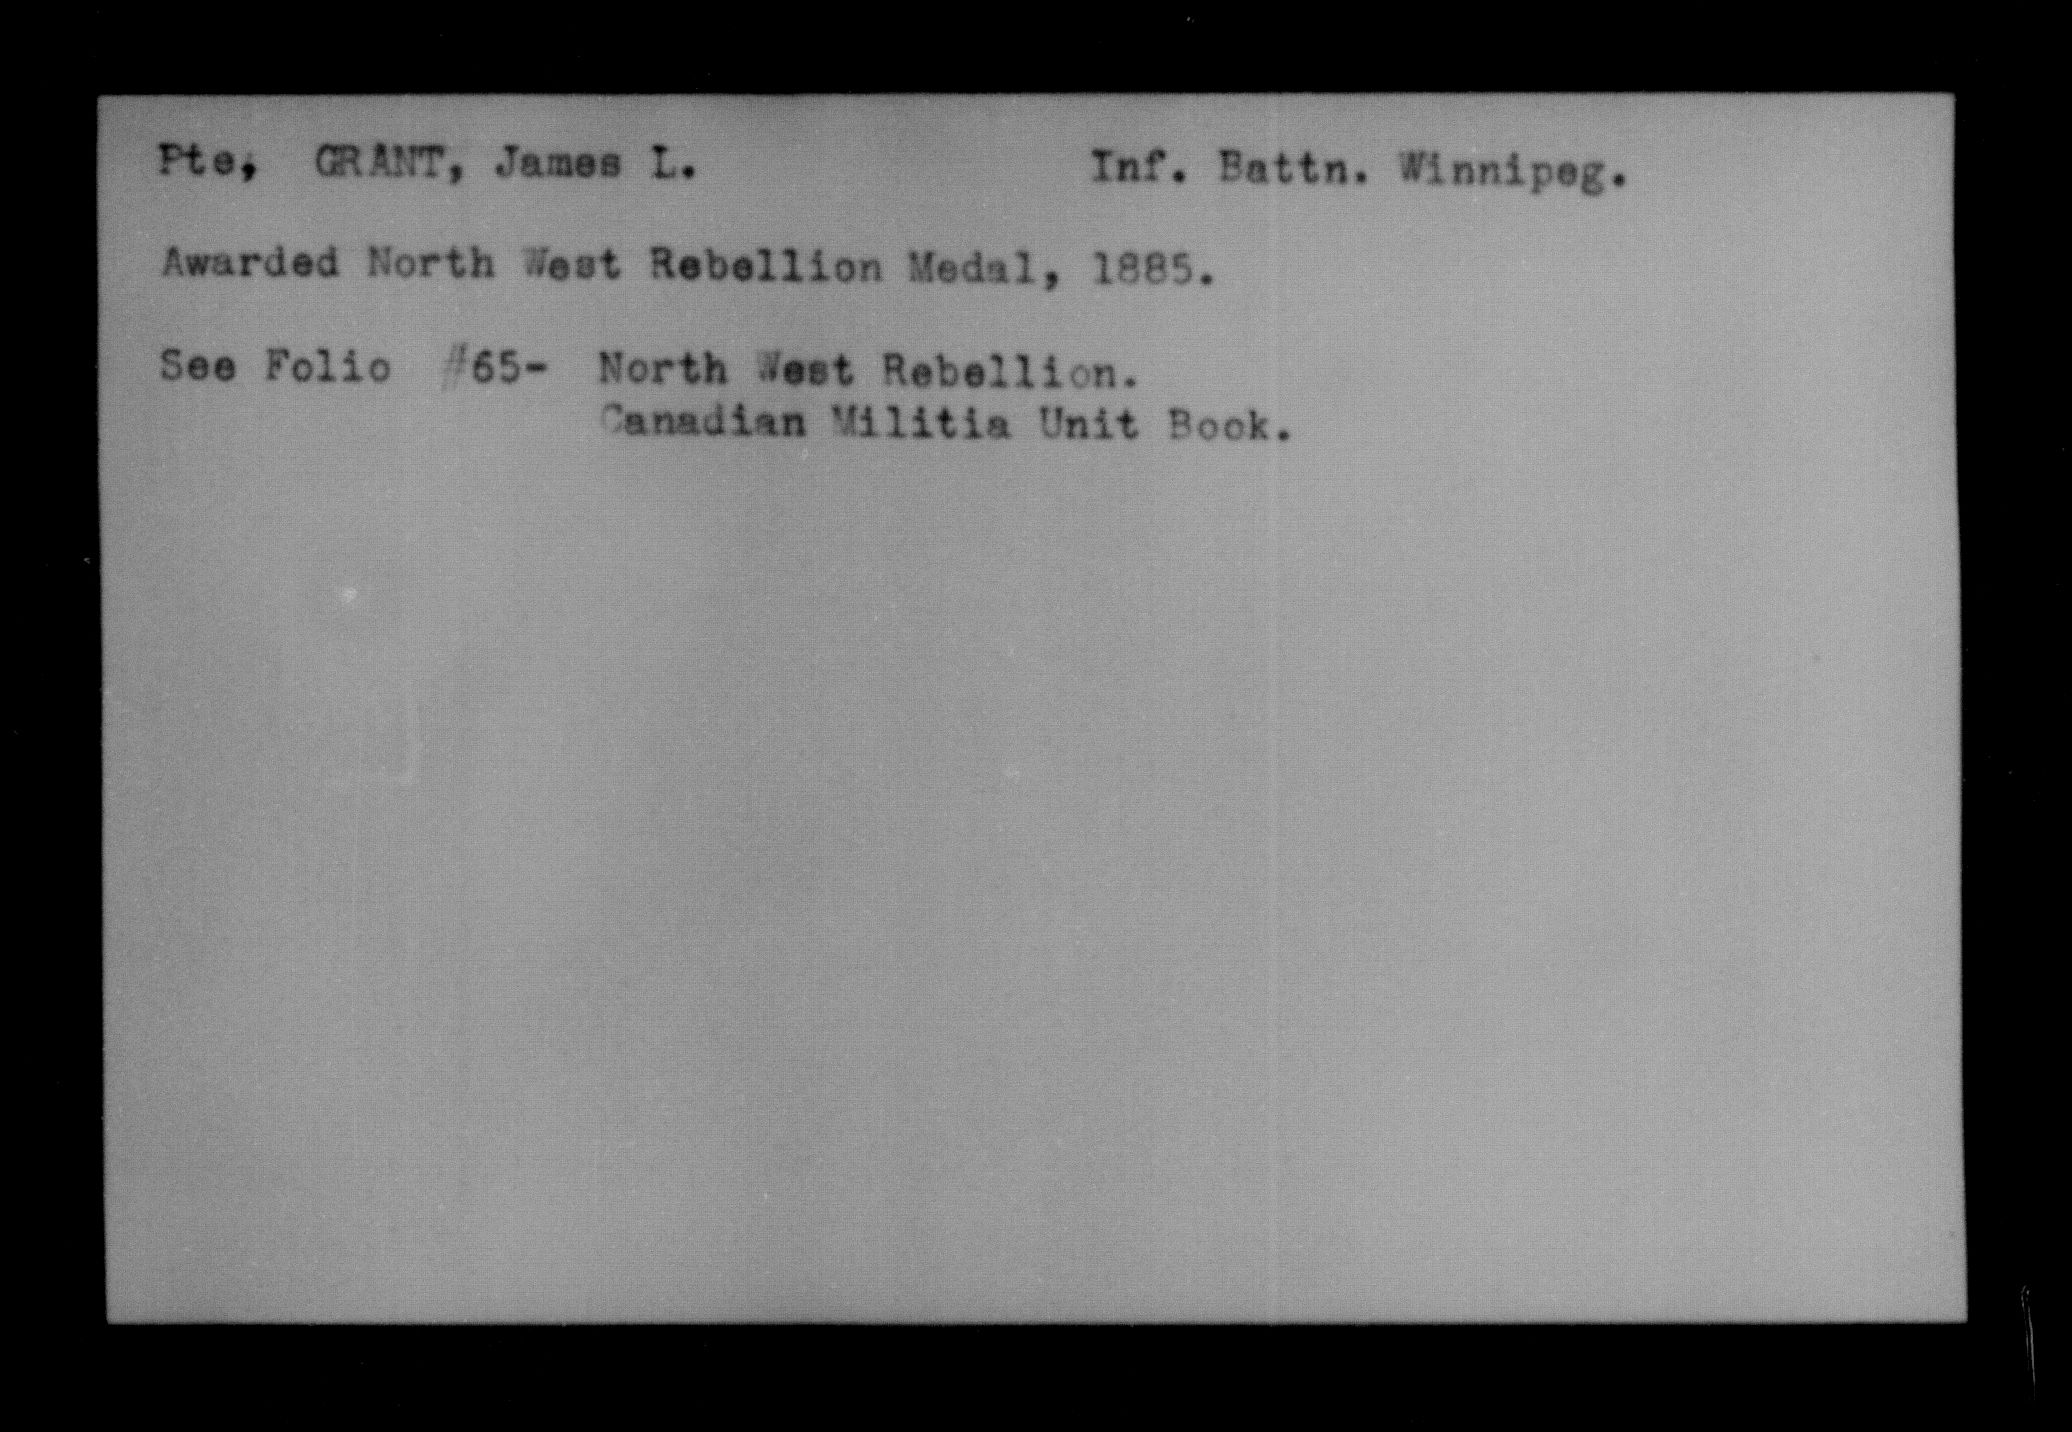 Pte, GRANT, James L. Inf. Battn. Winnipeg.
Awarded North West Rebellion Medal, 1885.
See Folio #65- North West Rebellion.
Canadian Militia Unit Book.